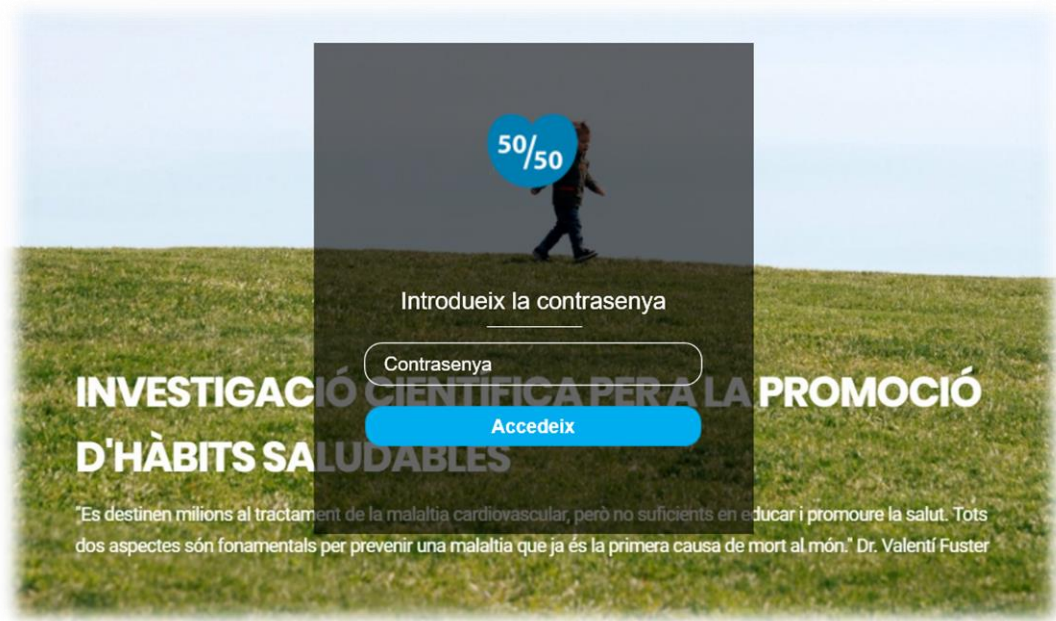 50/50
Introdueix la contrasenya
Contrasenya
Accedeix
INVESTIGACIÓ CIENTÍFICA PER A LA PROMOCIÓ
D'HÀBITS SALUDABLES
"Es destinen milions al tractament de la malaltia cardiovascular, però no suficients en educar i promoure la salut. Tots
dos aspectes són fonamentals per prevenir una malaltia que ja és la primera causa de mort al món." Dr. Valentí Fuster